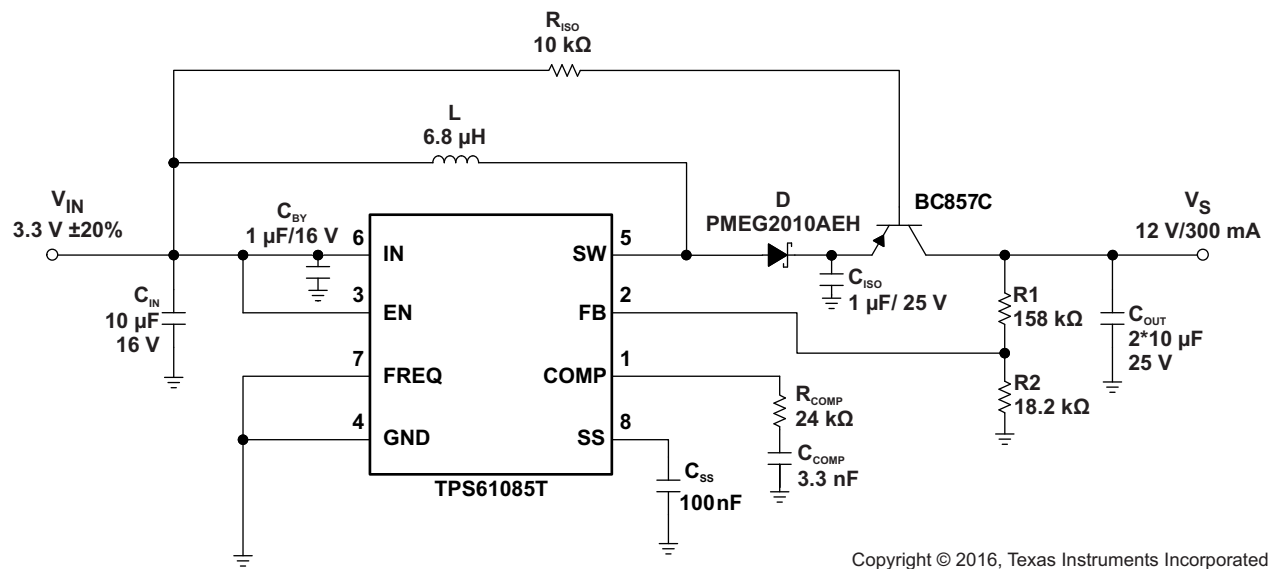 R_ISO
10 kΩ
L
6.8 µH
V_IN
3.3 V ±20%
C_BY
1 µF/16 V
D
PMEG2010AEH
BC857C
V_S
12 V/300 mA
6
IN
SW
5
C_IN
10 µF
16 V
3
EN
FB
2
C_ISO
1 µF/ 25 V
R1
158 kΩ
C_OUT
2*10 µF
25 V
7
FREQ
COMP
1
R_COMP
24 kΩ
R2
18.2 kΩ
4
GND
SS
8
C_COMP
3.3 nF
C_SS
100nF
TPS61085T
Copyright © 2016, Texas Instruments Incorporated